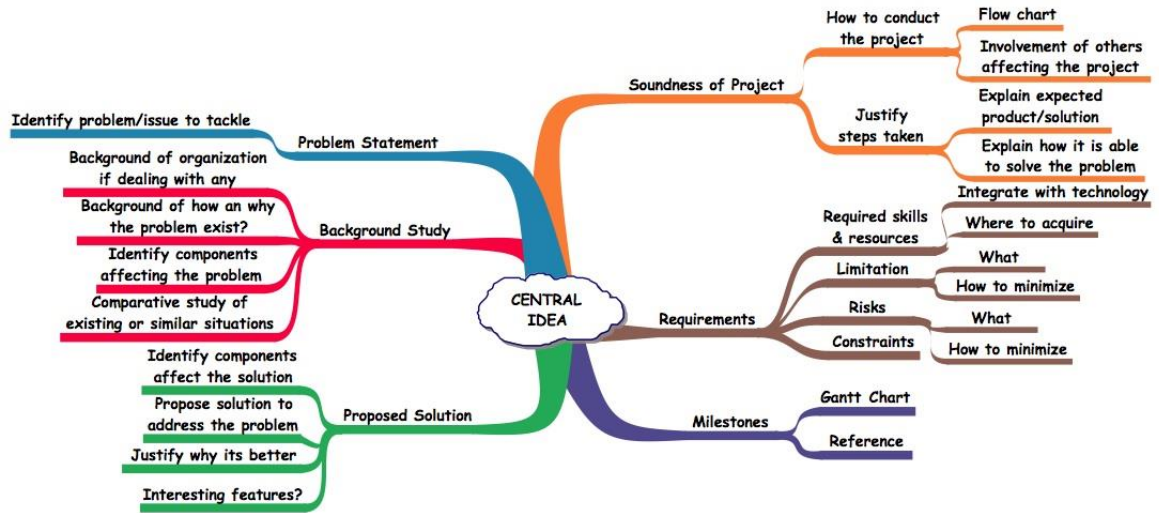 CENTRAL
IDEA
Soundness of Project
How to conduct
the project
Flow chart
Involvement of others
affecting the project
Justify
steps taken
Explain expected
product/solution
Explain how it is able
to solve the problem
Requirements
Required skills
& resources
Integrate with technology
Where to acquire
Limitation
What
How to minimize
Risks
What
How to minimize
Constraints
Milestones
Gantt Chart
Reference
Problem Statement
Identify problem/issue to tackle
Background Study
Background of organization
if dealing with any
Background of how an why
the problem exist?
Identify components
affecting the problem
Comparative study of
existing or similar situations
Proposed Solution
Identify components
affect the solution
Propose solution to
address the problem
Justify why its better
Interesting features?